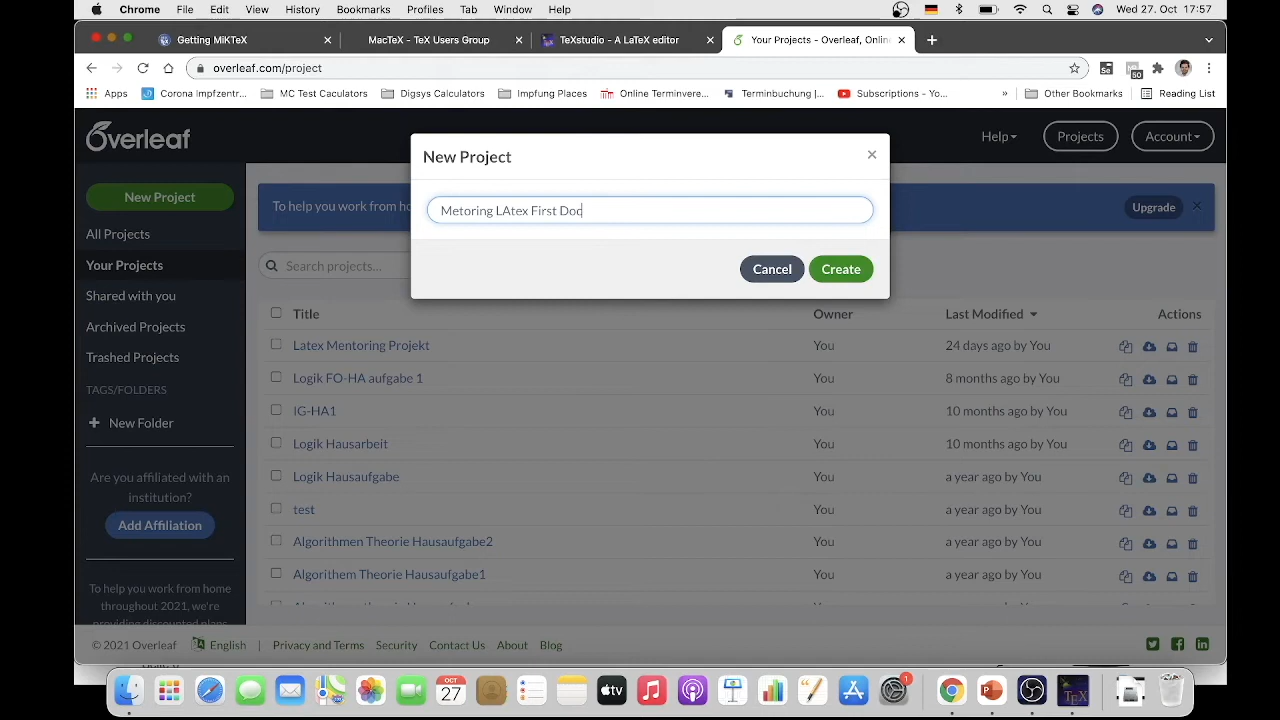 Chrome File Edit View History Bookmarks Profiles Tab Window Help Wed 27. Oct 17:57
Getting MiKTeX MacTeX - TeX Users Group TeXstudio - A LaTeX editor Your Projects - Overleaf, Onlin
overleaf.com/project 50
Apps Corona Impfzentr... MC Test Caculators Digsys Calculators Impfung Places Online Terminvere... Terminbuchung |... Subscriptions - Yo... » Other Bookmarks Reading List
Overleaf Help Projects Account
New Project
Metoring LAtex First Doc
Cancel Create
New Project
To help you work from ho
Upgrade
All Projects
Your Projects
Shared with you
Archived Projects
Trashed Projects
TAGS/FOLDERS
New Folder
Are you affiliated with an
institution?
Add Affiliation
To help you work from home
throughout 2021, we're
providing discounted plans
Search projects...
Title Owner Last Modified Actions
Latex Mentoring Projekt You 24 days ago by You
Logik FO-HA aufgabe 1 You 8 months ago by You
IG-HA1 You 10 months ago by You
Logik Hausarbeit You 10 months ago by You
Logik Hausaufgabe You a year ago by You
test You a year ago by You
Algorithmen Theorie Hausaufgabe2 You a year ago by You
Algorithem Theorie Hausaufgabe1 You a year ago by You
© 2021 Overleaf English Privacy and Terms Security Contact Us About Blog
OCT
27
tv
TEX
1